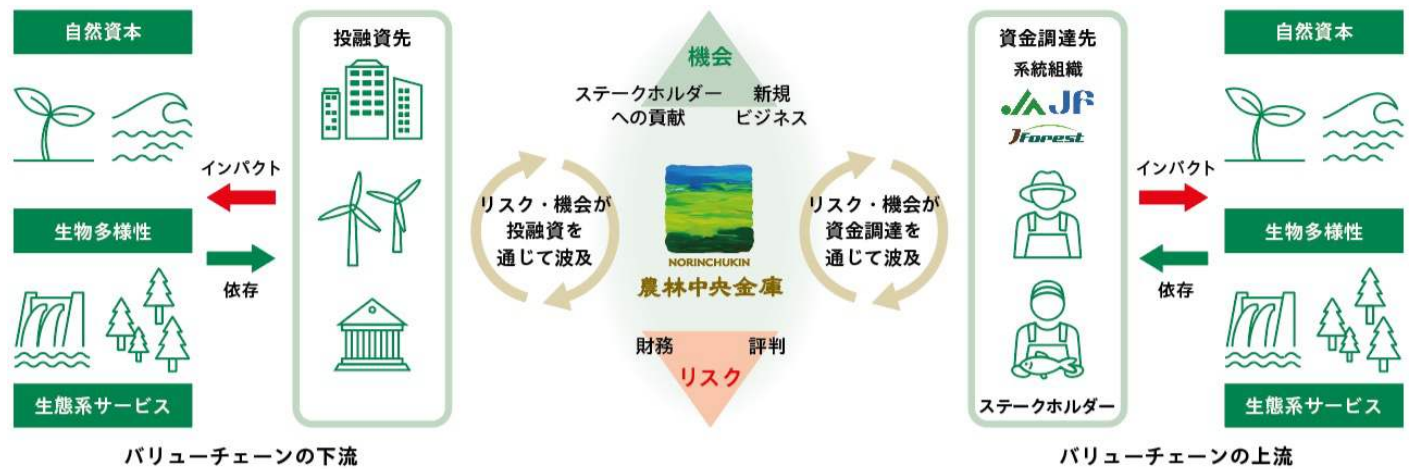 自然資本
インパクト
生物多様性
依存
生態系サービス
バリューチェーンの下流
投融資先
リスク・機会が
投融資を
通じて波及
機会
ステークホルダー
への貢献
新規
ビジネス
NORINCHUKIN
農林中央金庫
財務
評判
リスク
リスク・機会が
資金調達を
通じて波及
資金調達先
系統組織
JA
JF
JForest
ステークホルダー
自然資本
インパクト
生物多様性
依存
生態系サービス
バリューチェーンの上流